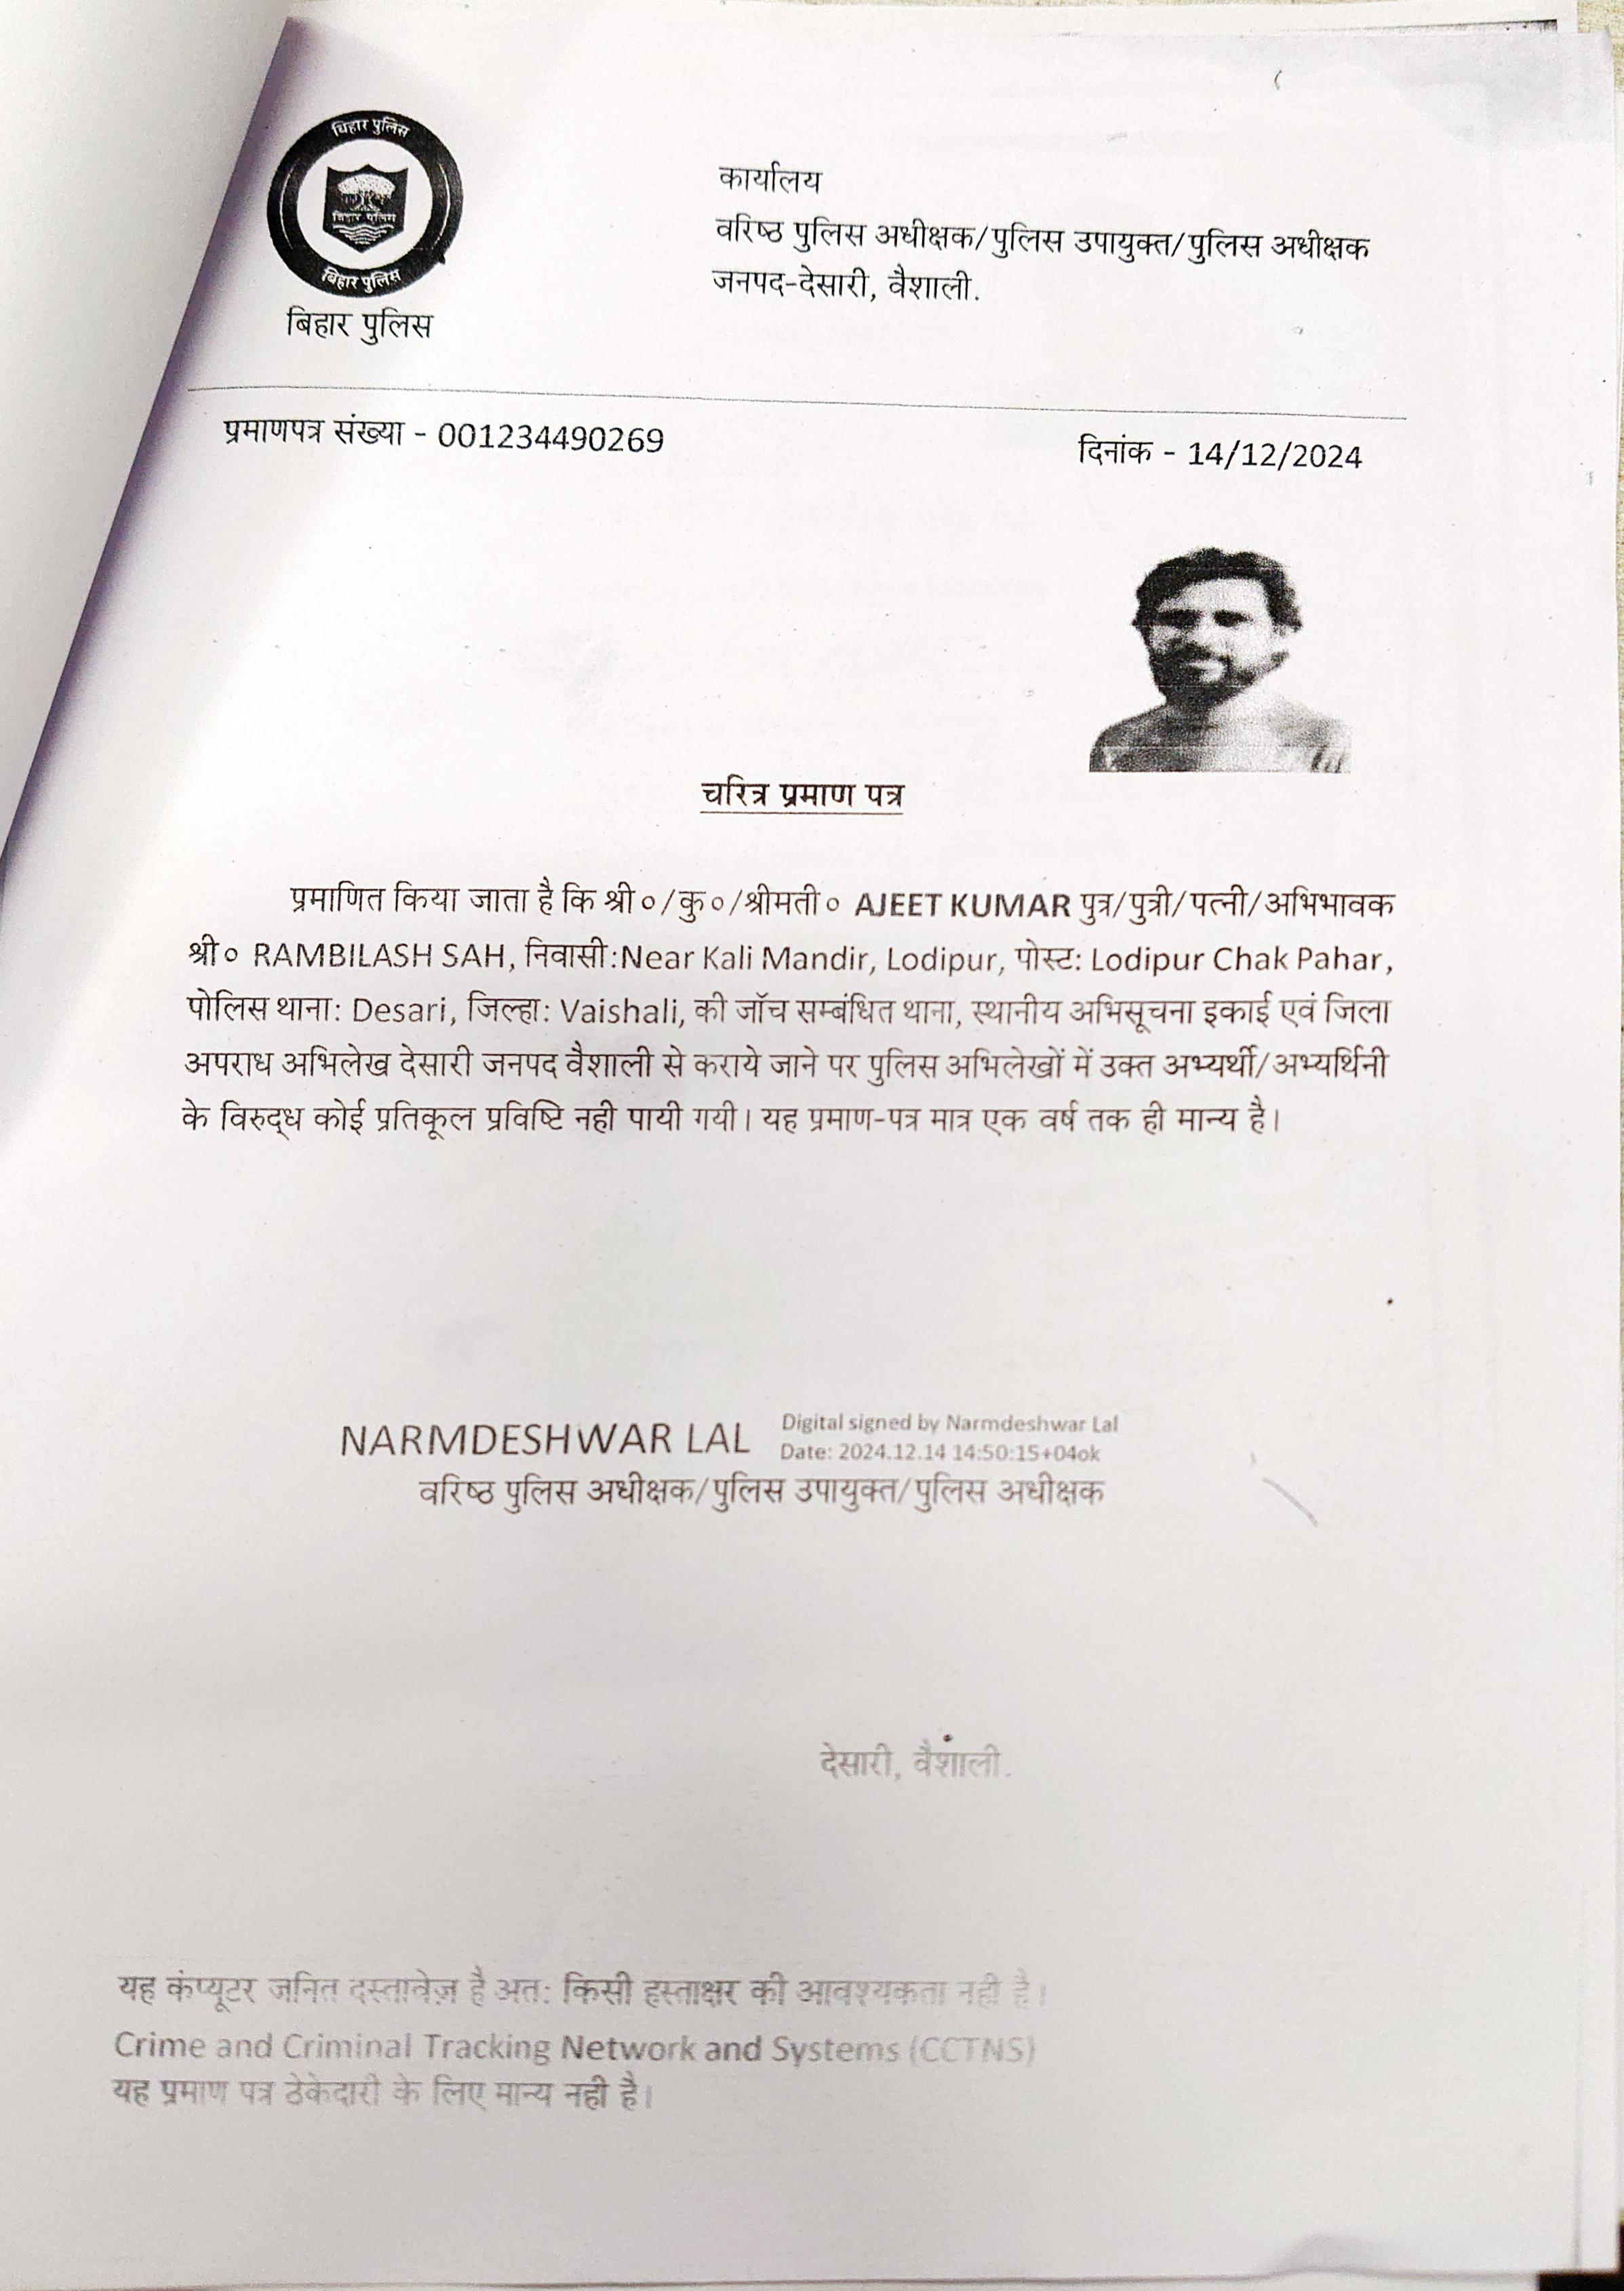 बिहार पुलिस
बिहार पुलिस
बिहार पुलिस
बिहार पुलिस
कार्यालय
वरिष्ठ पुलिस अधीक्षक/पुलिस उपायुक्त/पुलिस अधीक्षक
जनपद-देसारी, वैशाली.
प्रमाणपत्र संख्या - 001234490269
दिनांक - 14/12/2024
चरित्र प्रमाण पत्र
प्रमाणित किया जाता है कि श्री०/कु०/श्रीमती० AJEET KUMAR पुत्र/पुत्री/पत्नी/अभिभावक
श्री० RAMBILASH SAH, निवासी:Near Kali Mandir, Lodipur, पोस्ट: Lodipur Chak Pahar,
पोलिस थाना: Desari, जिल्हा: Vaishali, की जॉच सम्बंधित थाना, स्थानीय अभिसूचना इकाई एवं जिला
अपराध अभिलेख देसारी जनपद वैशाली से कराये जाने पर पुलिस अभिलेखों में उक्त अभ्यर्थी/अभ्यर्थिनी
के विरुद्ध कोई प्रतिकूल प्रविष्टि नही पायी गयी। यह प्रमाण-पत्र मात्र एक वर्ष तक ही मान्य है।
NARMDESHWAR LAL
Digital signed by Narmdeshwar Lal
Date: 2024.12.14 14:50:15+04ok
वरिष्ठ पुलिस अधीक्षक/पुलिस उपायुक्त/पुलिस अधीक्षक
देसारी, वैशाली.
यह कंप्यूटर जनित दस्तावेज़ है अत: किसी हस्ताक्षर की आवश्यकता नही है।
Crime and Criminal Tracking Network and Systems (CCTNS)
यह प्रमाण पत्र ठेकेदारी के लिए मान्य नही है।